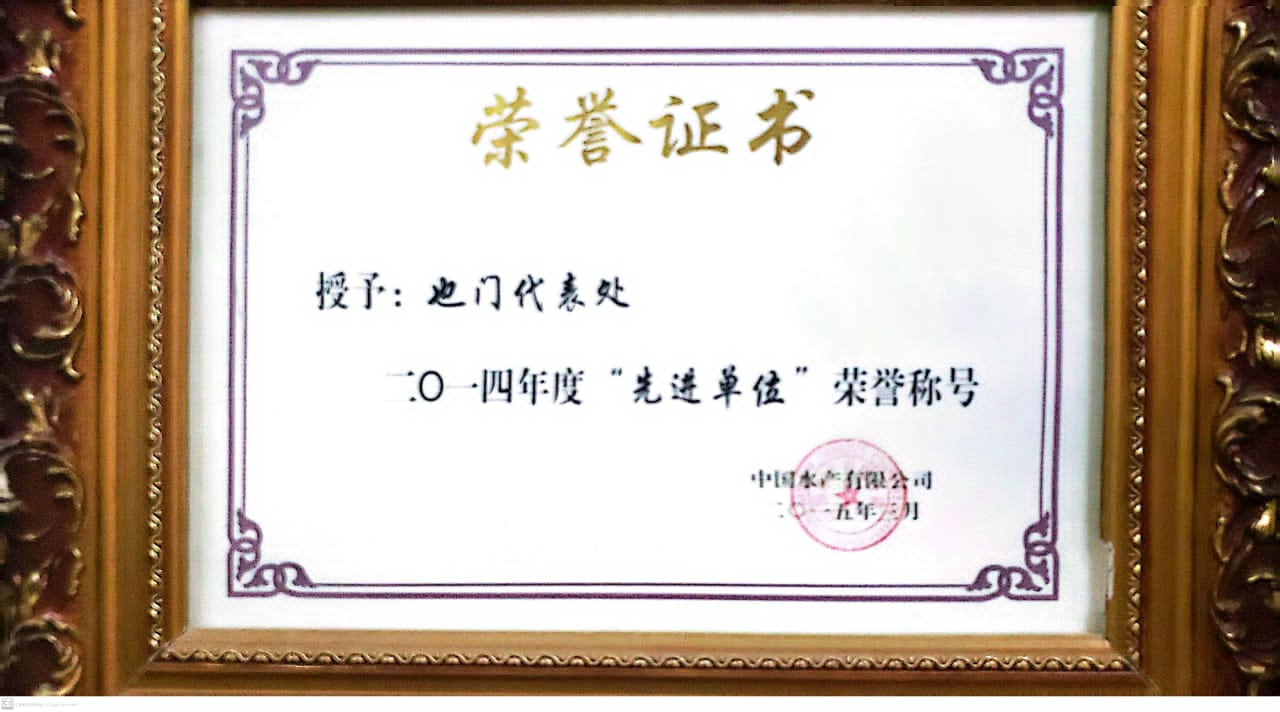 荣誉证书
授予：也门代表处
二〇一四年度“先进单位”荣誉称号
中国水产有限公司
二〇一五年三月